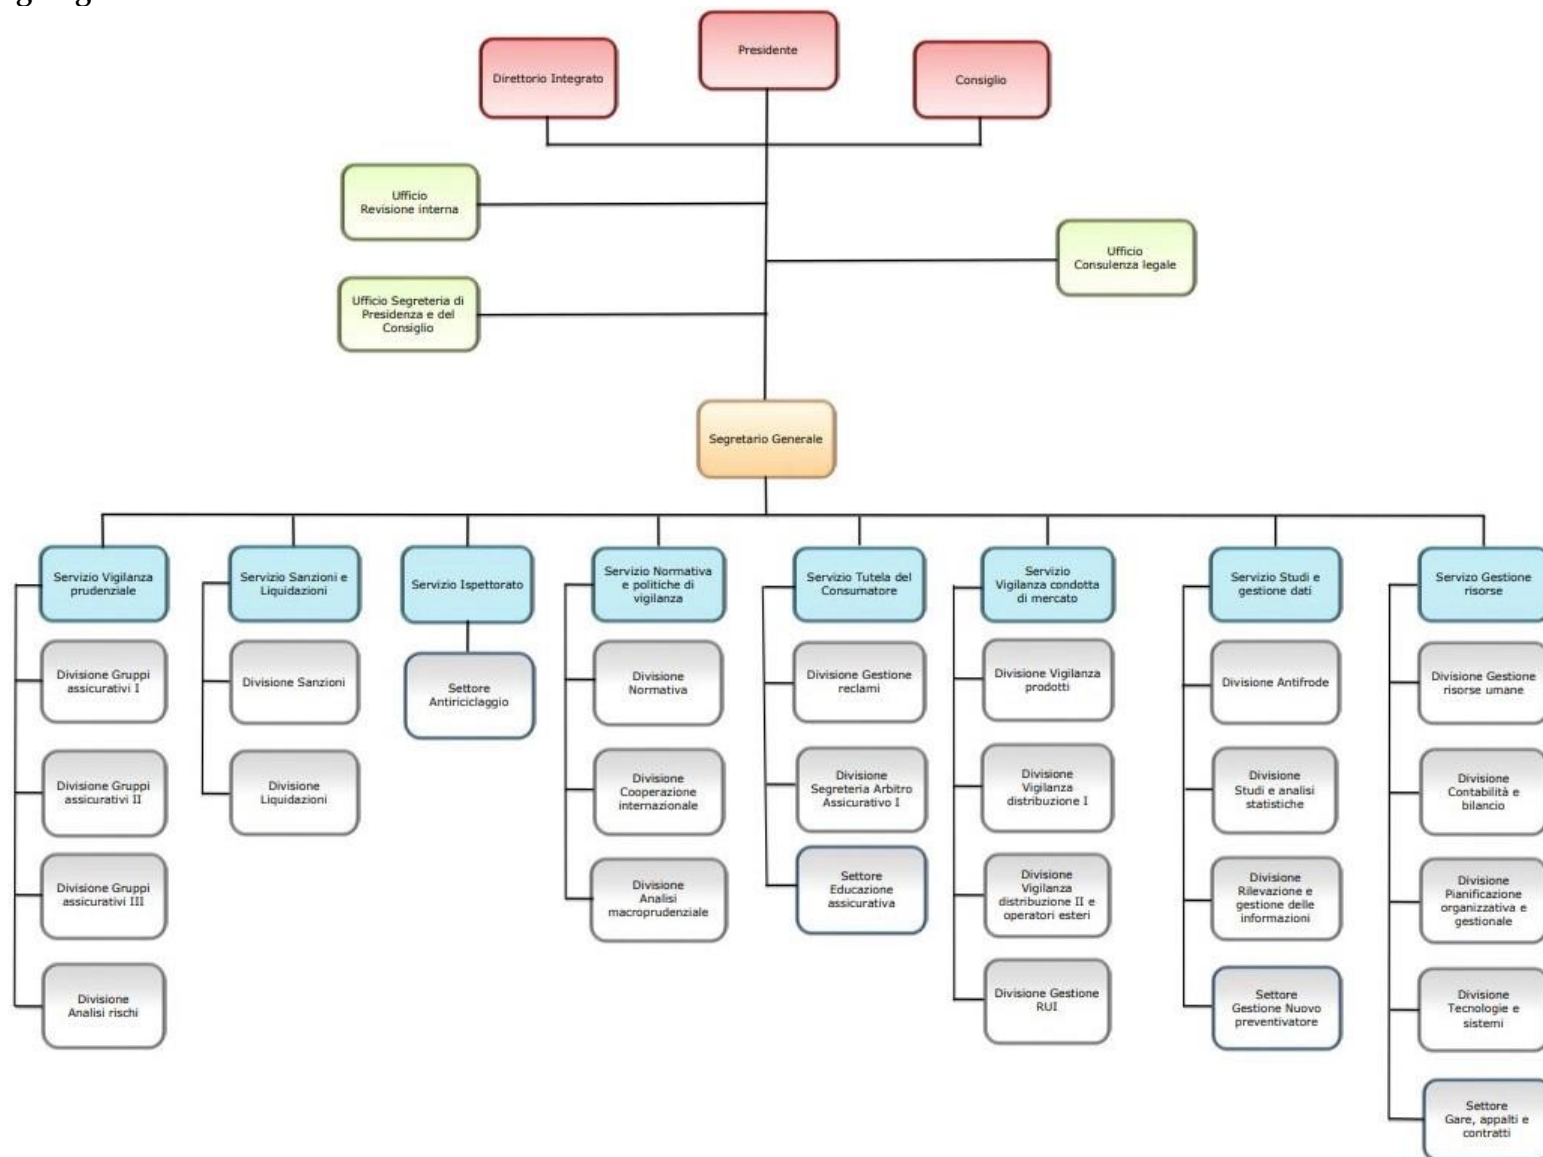 Presidente
Direttorio Integrato
Consiglio
Ufficio
Revisione interna
Ufficio
Consulenza legale
Ufficio Segreteria di
Presidenza e del
Consiglio
Segretario Generale
Servizio Vigilanza
prudenziale
Divisione Gruppi
assicurativi I
Divisione Gruppi
assicurativi II
Divisione Gruppi
assicurativi III
Divisione
Analisi rischi
Servizio Sanzioni e
Liquidazioni
Divisione Sanzioni
Divisione
Liquidazioni
Servizio Ispettorato
Settore
Antiriciclaggio
Servizio Normativa
e politiche di
vigilanza
Divisione
Normativa
Divisione
Cooperazione
internazionale
Divisione
Analisi
macroprudenziale
Servizio Tutela del
Consumatore
Divisione Gestione
reclami
Divisione
Segreteria Arbitro
Assicurativo I
Settore
Educazione
assicurativa
Servizio
Vigilanza condotta
di mercato
Divisione Vigilanza
prodotti
Divisione
Vigilanza
distribuzione I
Divisione
Vigilanza
distribuzione II e
operatori esteri
Divisione Gestione
RUI
Servizio Studi e
gestione dati
Divisione Antifrode
Divisione
Studi e analisi
statistiche
Divisione
Rilevazione e
gestione delle
informazioni
Settore
Gestione Nuovo
preventivatore
Servizo Gestione
risorse
Divisione Gestione
risorse umane
Divisione
Contabilità e
bilancio
Divisione
Pianificazione
organizzativa e
gestionale
Divisione
Tecnologie e
sistemi
Settore
Gare, appalti e
contratti